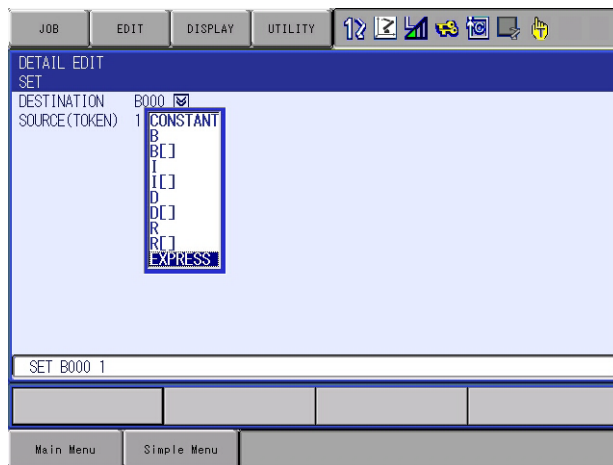 JOB EDIT DISPLAY UTILITY
DETAIL EDIT
SET
DESTINATION B000
SOURCE(TOKEN) 1
CONSTANT
B
B[]
I
I[]
D
D[]
R
R[]
EXPRESS
SET B000 1
Main Menu Simple Menu